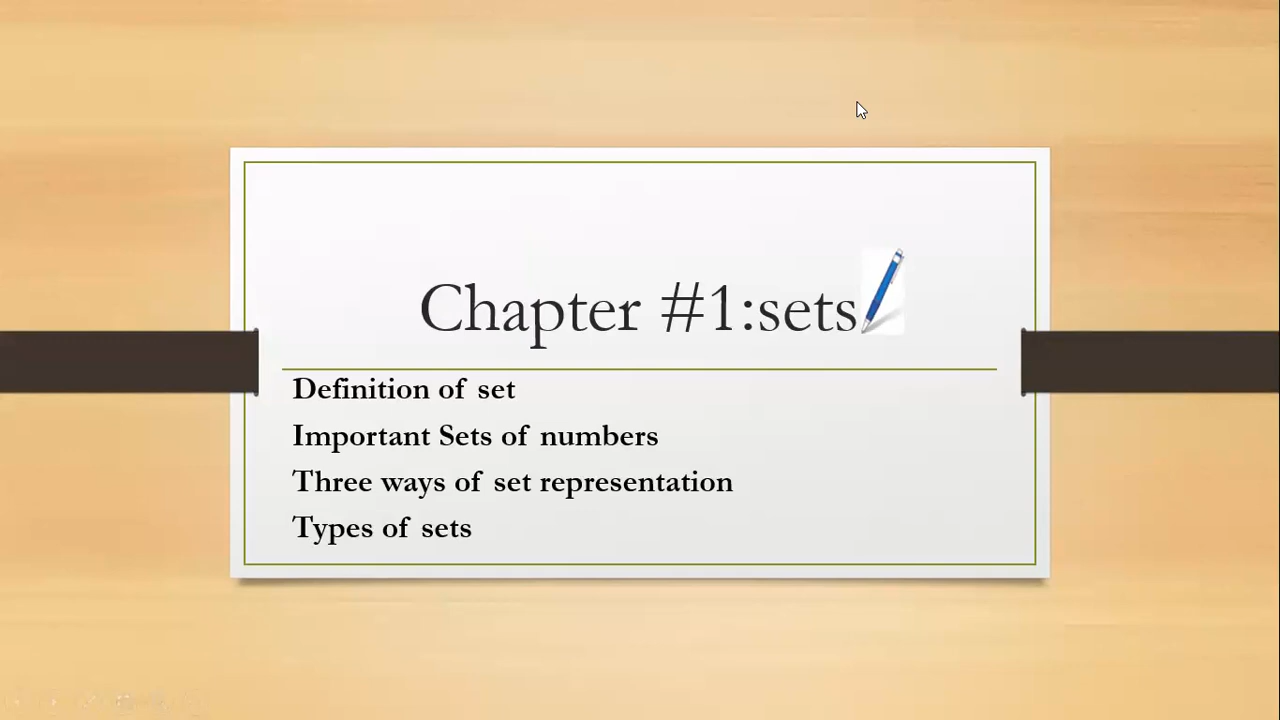 Chapter #1:sets
Definition of set
Important Sets of numbers
Three ways of set representation
Types of sets